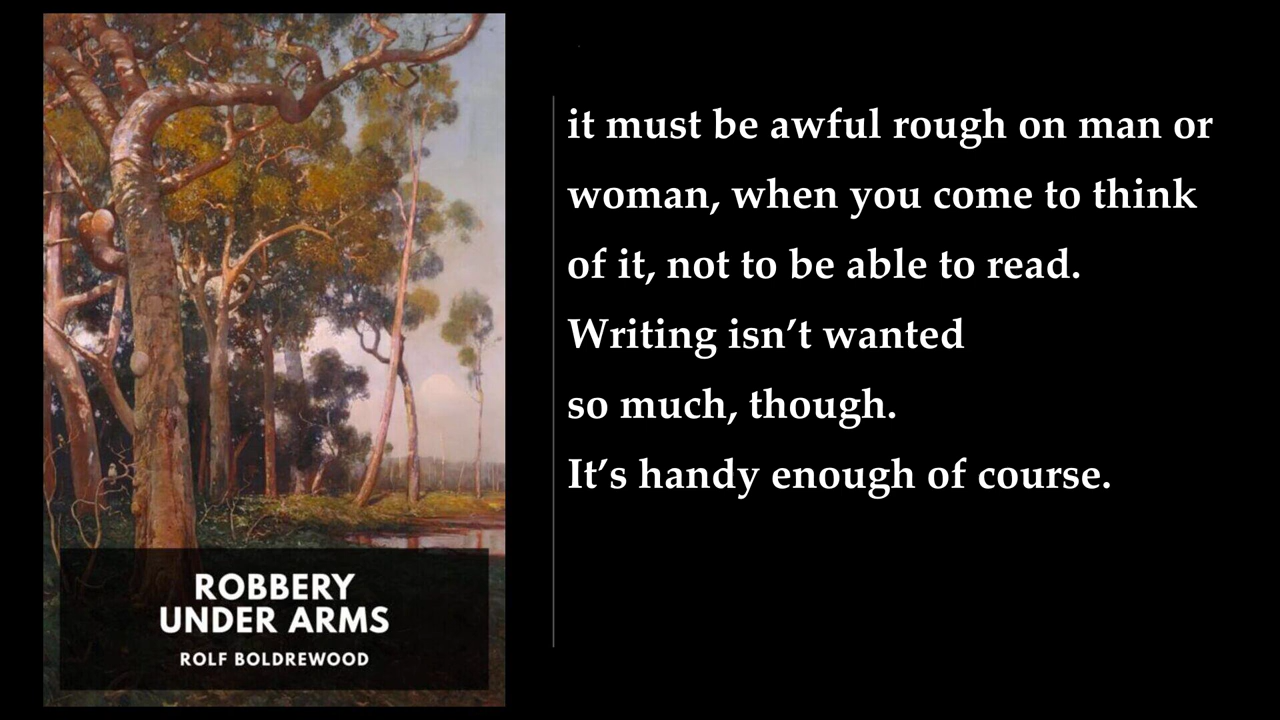 it must be awful rough on man or
woman, when you come to think
of it, not to be able to read.
Writing isn’t wanted
so much, though.
It’s handy enough of course.
ROBBERY
UNDER ARMS
ROLF BOLDREWOOD